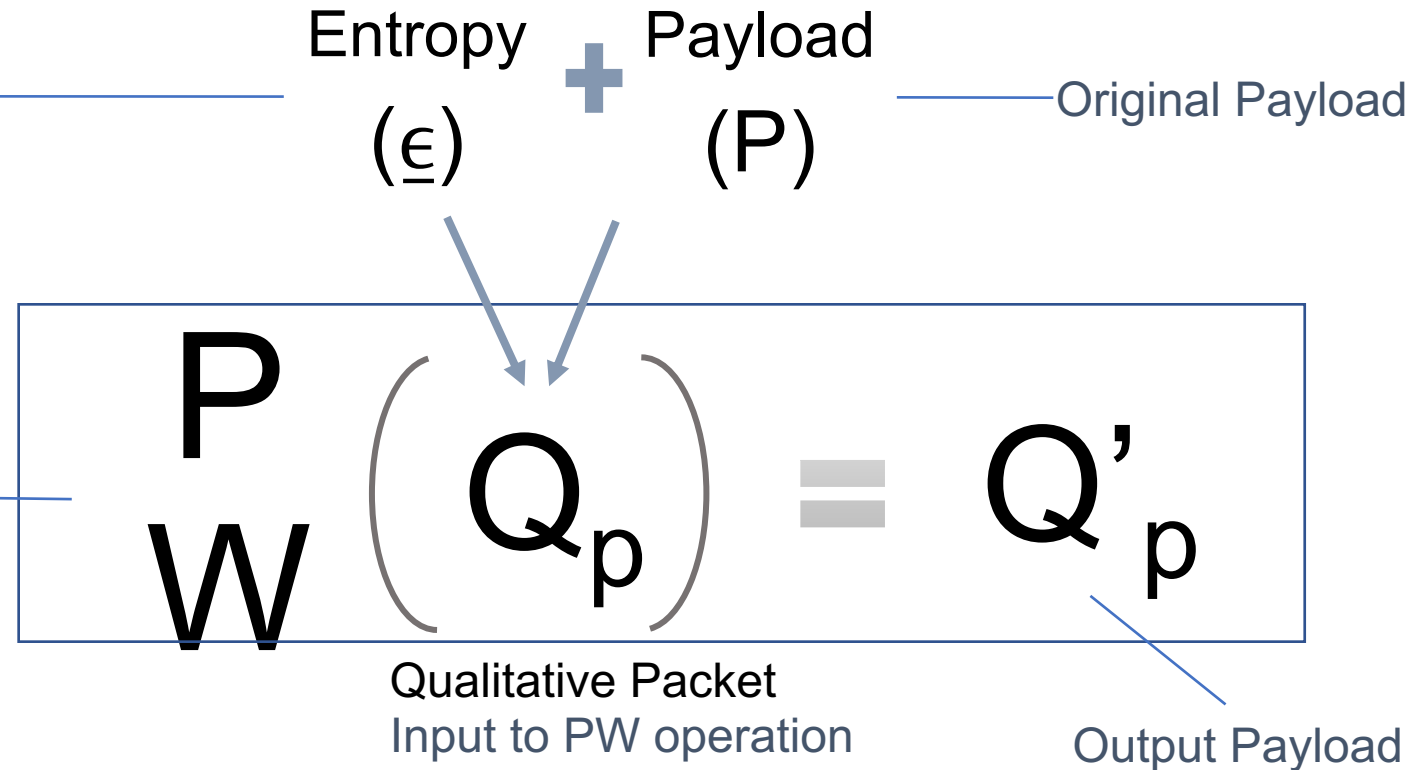 Entropy + Payload
(ϵ) (P)
Original Payload
P
W
(Qp) = Q’p
Qualitative Packet
Input to PW operation
Output Payload